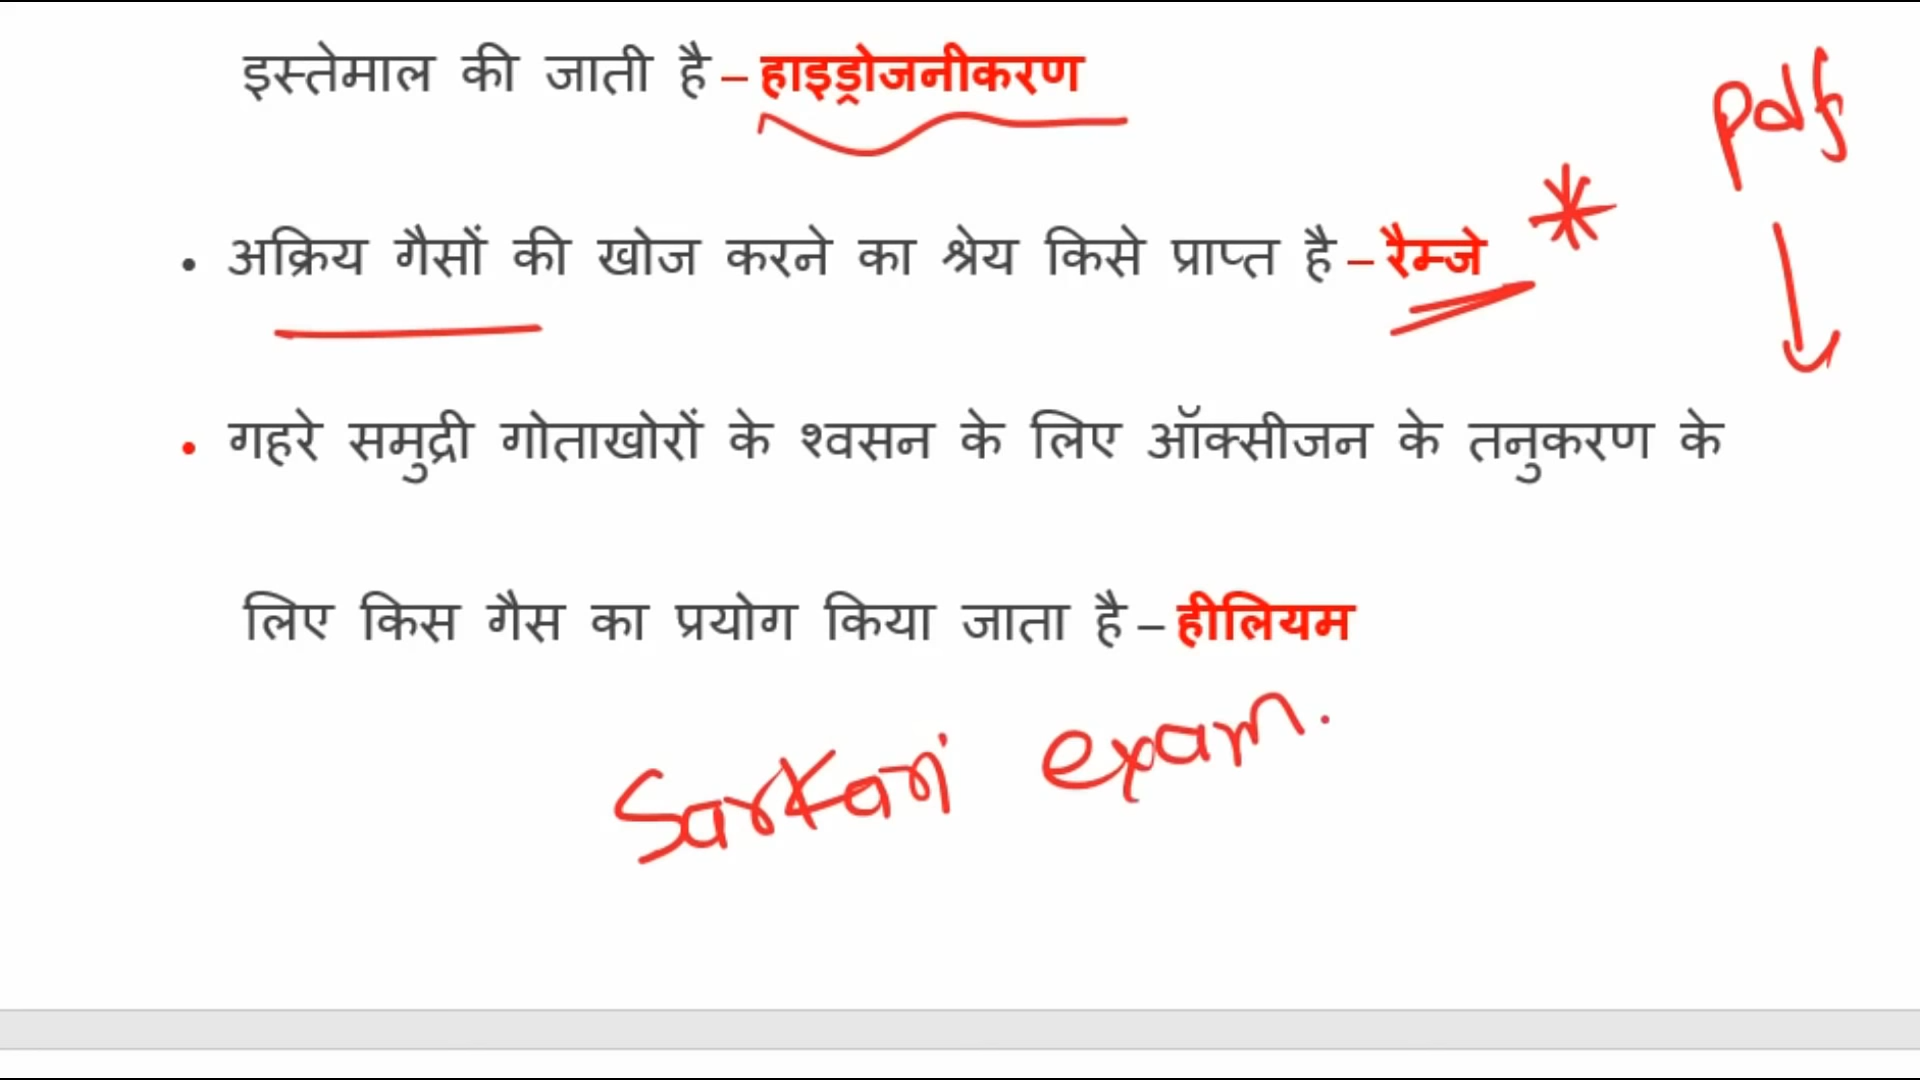 इस्तेमाल की जाती है – हाइड्रोजनीकरण
pdf
• अक्रिय गैसों की खोज करने का श्रेय किसे प्राप्त है – रैम्जे *
• गहरे समुद्री गोताखोरों के श्वसन के लिए ऑक्सीजन के तनुकरण के
लिए किस गैस का प्रयोग किया जाता है – हीलियम
Sarkari exam.